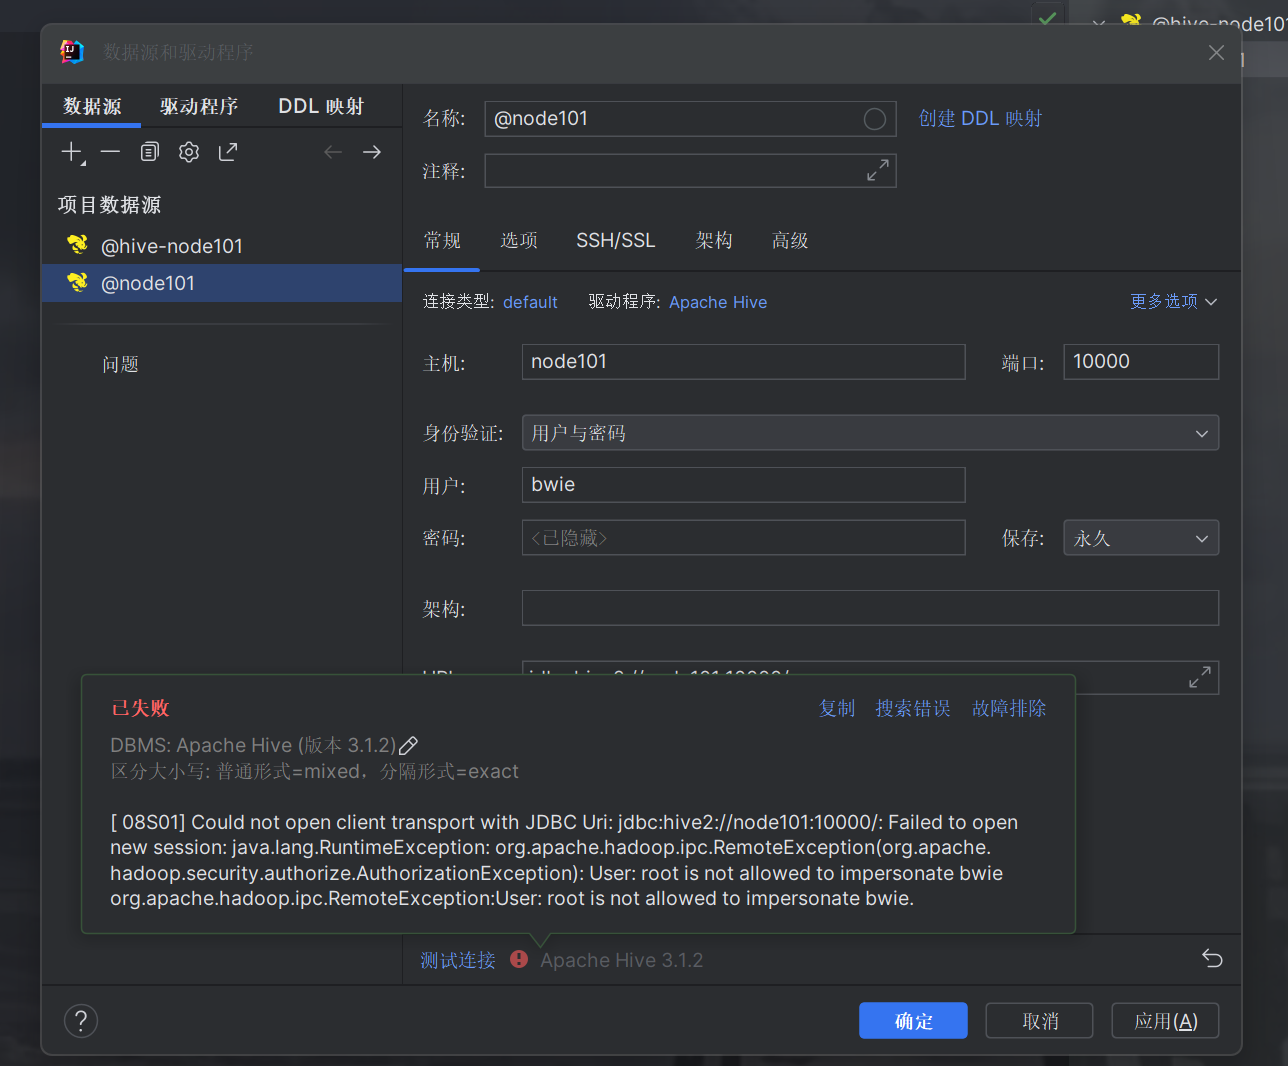 @hive-node101
数据源和驱动程序
数据源 驱动程序 DDL 映射
项目数据源
@hive-node101
@node101
问题
名称: @node101 创建 DDL 映射
注释:
常规 选项 SSH/SSL 架构 高级
连接类型: default 驱动程序: Apache Hive 更多选项
主机: node101 端口: 10000
身份验证: 用户与密码
用户: bwie
密码: <已隐藏> 保存: 永久
架构:
已失败 复制 搜索错误 故障排除
DBMS: Apache Hive (版本 3.1.2)
区分大小写: 普通形式=mixed，分隔形式=exact
[ 08S01] Could not open client transport with JDBC Uri: jdbc:hive2://node101:10000/: Failed to open
new session: java.lang.RuntimeException: org.apache.hadoop.ipc.RemoteException(org.apache.
hadoop.security.authorize.AuthorizationException): User: root is not allowed to impersonate bwie
org.apache.hadoop.ipc.RemoteException:User: root is not allowed to impersonate bwie.
测试连接 Apache Hive 3.1.2
? 确定 取消 应用(A)